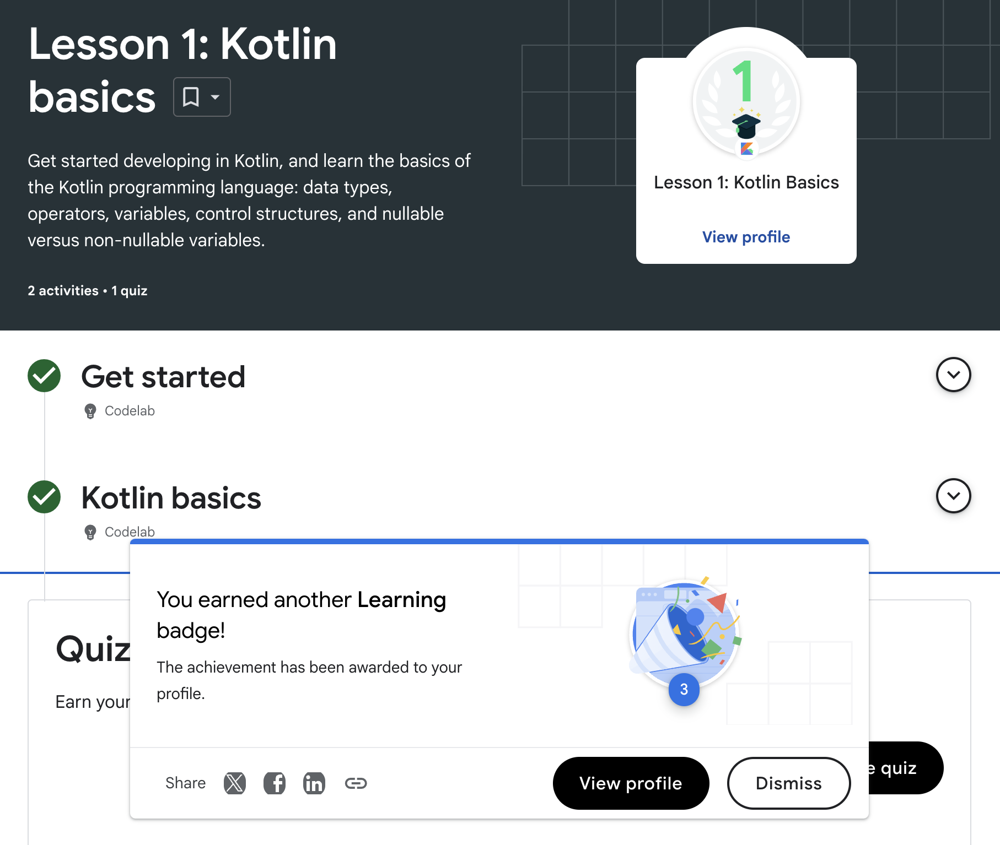 Lesson 1: Kotlin
basics
Get started developing in Kotlin, and learn the basics of
the Kotlin programming language: data types,
operators, variables, control structures, and nullable
versus non-nullable variables.
2 activities • 1 quiz
1
Lesson 1: Kotlin Basics
View profile
Get started
Codelab
Kotlin basics
Codelab
Quiz
Earn your
You earned another Learning
badge!
The achievement has been awarded to your
profile.
3
Share
View profile
Dismiss
e quiz